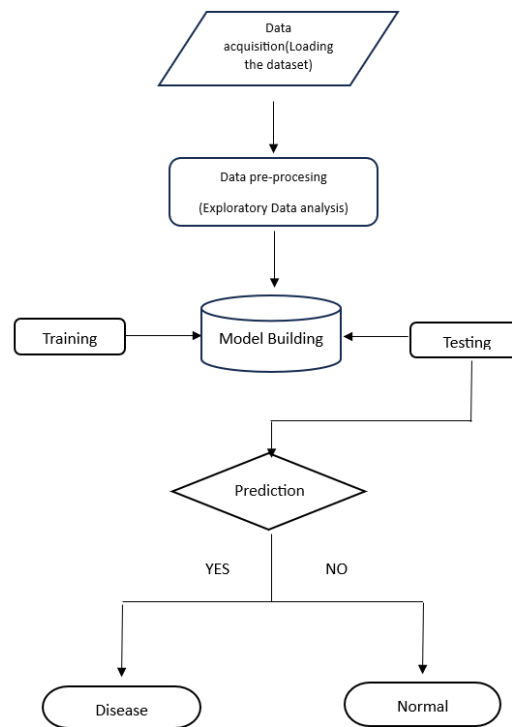 Data
acquisition(Loading
the dataset)
Data pre-procesing
(Exploratory Data analysis)
Training
Model Building
Testing
Prediction
YES
NO
Disease
Normal